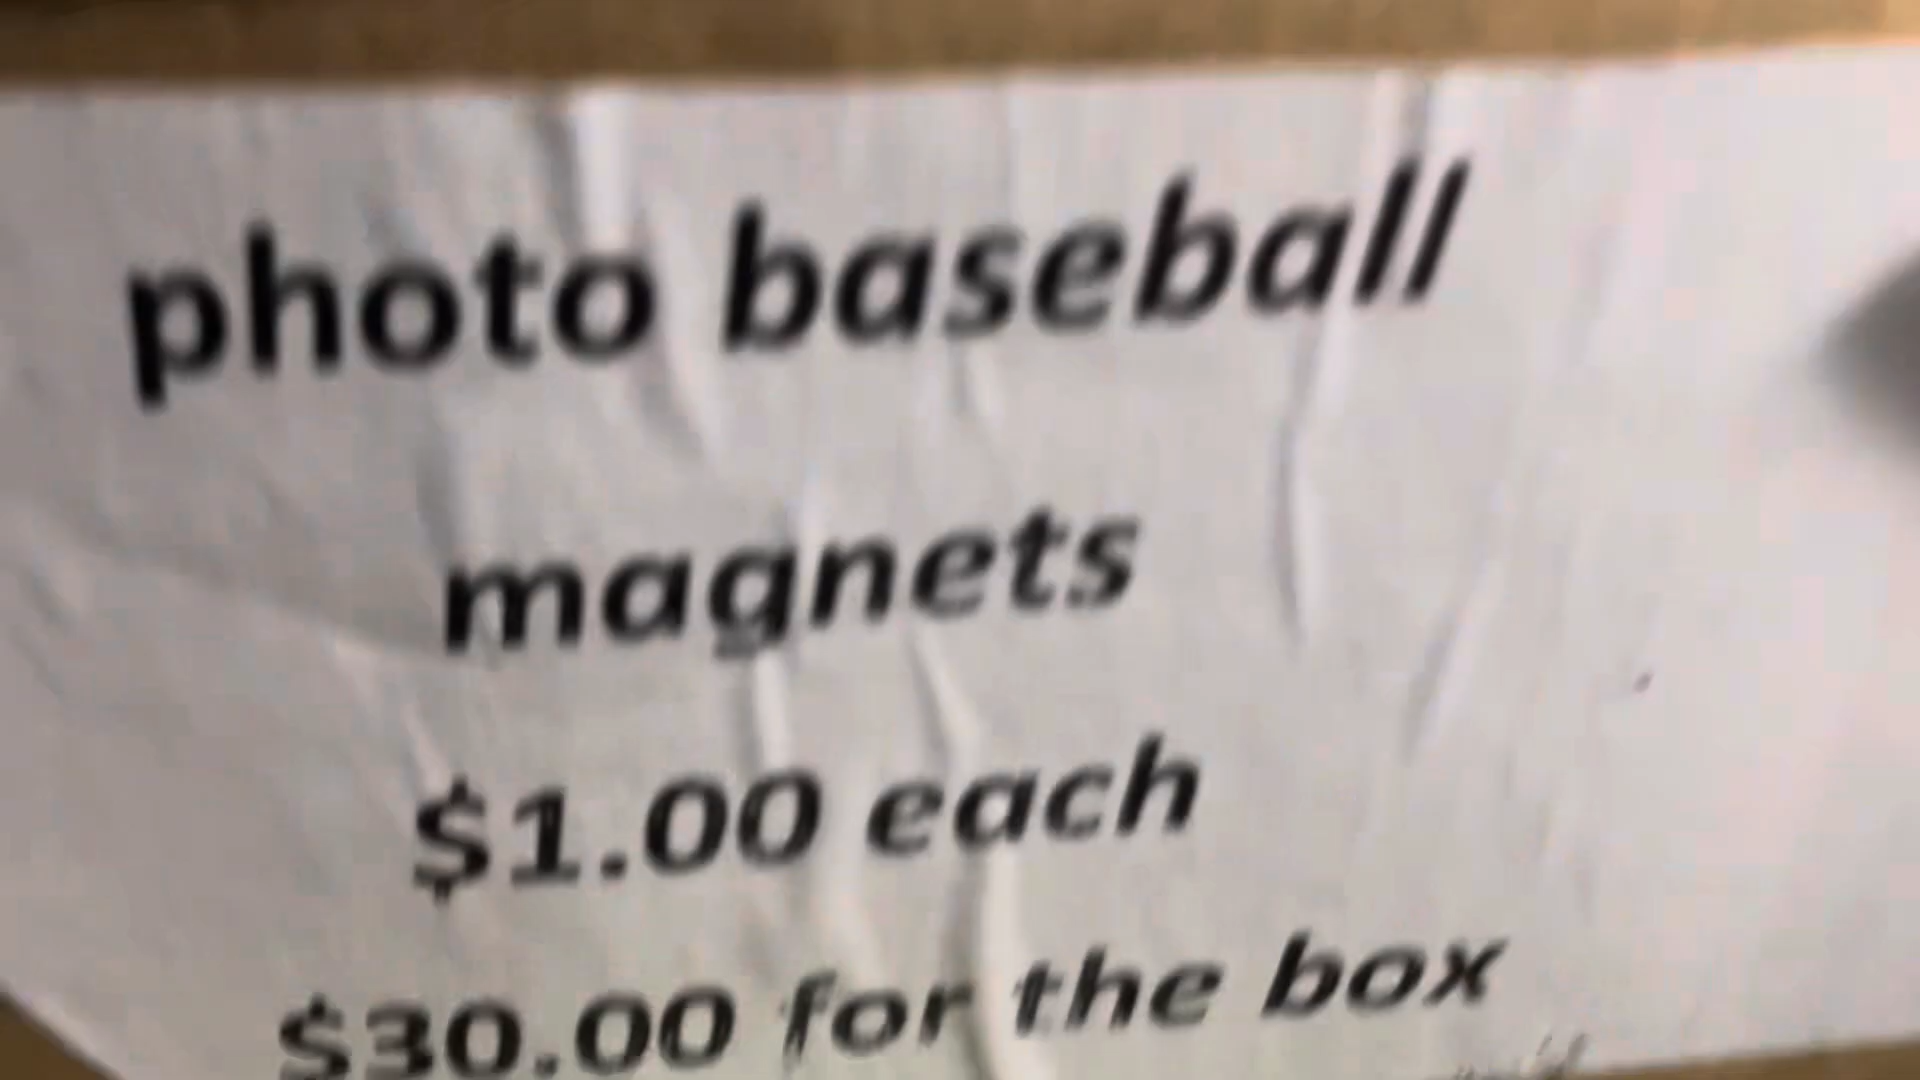 photo baseball
magnets
$1.00 each
$30.00 for the box